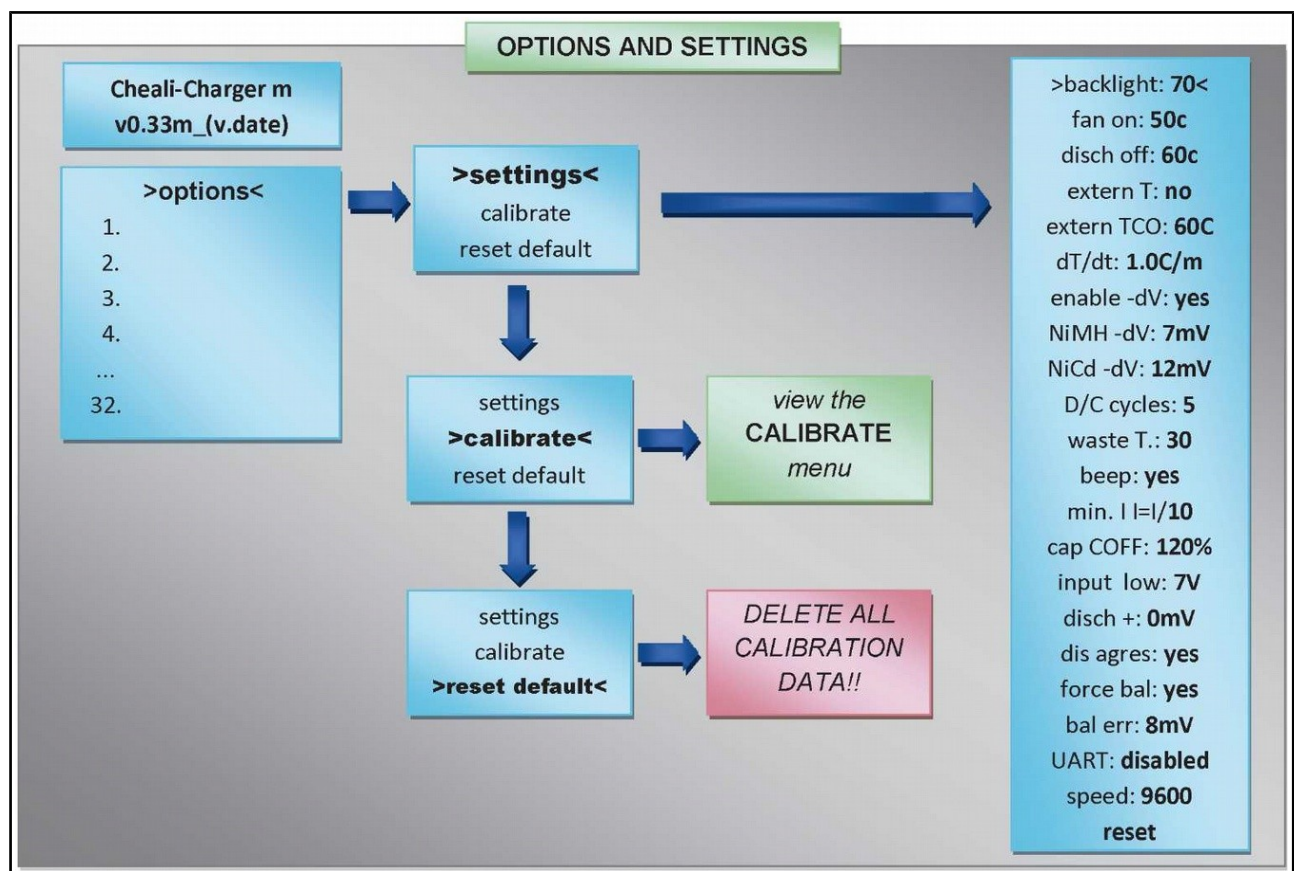 OPTIONS AND SETTINGS
Cheali-Charger m
v0.33m_(v.date)
>options<
1.
2.
3.
4.
...
32.
>settings<
calibrate
reset default
settings
>calibrate<
reset default
view the
CALIBRATE
menu
settings
calibrate
>reset default<
DELETE ALL
CALIBRATION
DATA!!
>backlight: 70<
fan on: 50c
disch off: 60c
extern T: no
extern TCO: 60C
dT/dt: 1.0C/m
enable -dV: yes
NiMH -dV: 7mV
NiCd -dV: 12mV
D/C cycles: 5
waste T.: 30
beep: yes
min. I I=I/10
cap COFF: 120%
input low: 7V
disch +: 0mV
dis agres: yes
force bal: yes
bal err: 8mV
UART: disabled
speed: 9600
reset